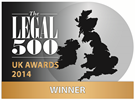 The
LEGAL
500
UK AWARDS
2014
WINNER